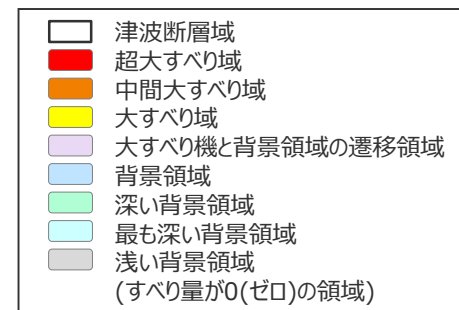 津波断層域
超大すべり域
中間大すべり域
大すべり域
大すべり機と背景領域の遷移領域
背景領域
深い背景領域
最も深い背景領域
浅い背景領域
(すべり量が0(ゼロ)の領域)